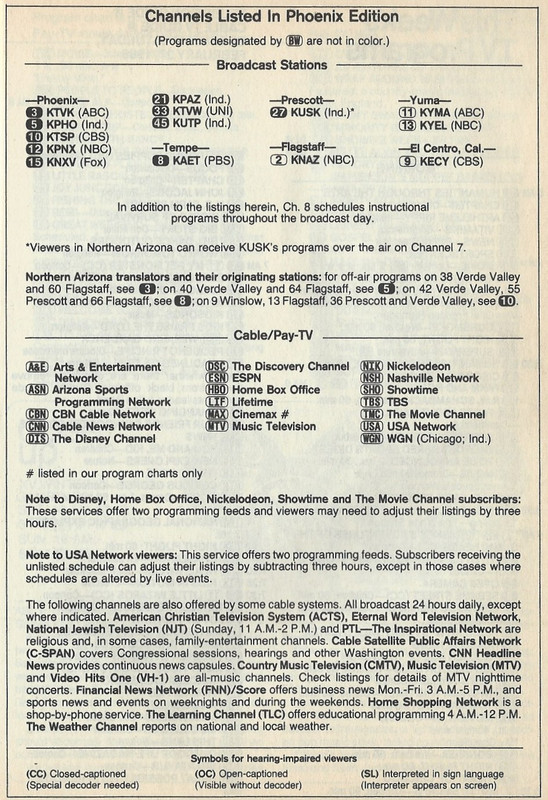 Channels Listed In Phoenix Edition
(Programs designated by BW are not in color.)
Broadcast Stations
—Phoenix—
3 KTVK (ABC)
5 KPHO (Ind.)
10 KTSP (CBS)
12 KPNX (NBC)
15 KNXV (Fox)
21 KPAZ (Ind.)
33 KTVW (UNI)
45 KUTP (Ind.)
—Tempe—
8 KAET (PBS)
—Prescott—
27 KUSK (Ind.)*
—Flagstaff—
2 KNAZ (NBC)
—Yuma—
11 KYMA (ABC)
13 KYEL (NBC)
—El Centro, Cal.—
9 KECY (CBS)
In addition to the listings herein, Ch. 8 schedules instructional
programs throughout the broadcast day.
*Viewers in Northern Arizona can receive KUSK's programs over the air on Channel 7.
Northern Arizona translators and their originating stations: for off-air programs on 38 Verde Valley
and 60 Flagstaff, see 3; on 40 Verde Valley and 64 Flagstaff, see 5; on 42 Verde Valley, 55
Prescott and 66 Flagstaff, see 8; on 9 Winslow, 13 Flagstaff, 36 Prescott and Verde Valley, see 10.
Cable/Pay-TV
A&E Arts & Entertainment
Network
ASN Arizona Sports
Programming Network
CBN CBN Cable Network
CNN Cable News Network
DIS The Disney Channel
DSC The Discovery Channel
ESN ESPN
HBO Home Box Office
LIF Lifetime
MAX Cinemax #
MTV Music Television
NIK Nickelodeon
NSH Nashville Network
SHO Showtime
TBS TBS
TMC The Movie Channel
USA USA Network
WGN WGN (Chicago; Ind.)
# listed in our program charts only
Note to Disney, Home Box Office, Nickelodeon, Showtime and The Movie Channel subscribers:
These services offer two programming feeds and viewers may need to adjust their listings by three
hours.
Note to USA Network viewers: This service offers two programming feeds. Subscribers receiving the
unlisted schedule can adjust their listings by subtracting three hours, except in those cases where
schedules are altered by live events.
The following channels are also offered by some cable systems. All broadcast 24 hours daily, except
where indicated. American Christian Television System (ACTS), Eternal Word Television Network,
National Jewish Television (NJT) (Sunday, 11 A.M.-2 P.M.) and PTL—The Inspirational Network are
religious and, in some cases, family-entertainment channels. Cable Satellite Public Affairs Network
(C-SPAN) covers Congressional sessions, hearings and other Washington events. CNN Headline
News provides continuous news capsules. Country Music Television (CMTV), Music Television (MTV)
and Video Hits One (VH-1) are all-music channels. Check listings for details of MTV nighttime
concerts. Financial News Network (FNN)/Score offers business news Mon.-Fri. 3 A.M.-5 P.M., and
sports news and events on weeknights and during the weekends. Home Shopping Network is a
shop-by-phone service. The Learning Channel (TLC) offers educational programming 4 A.M.-12 P.M.
The Weather Channel reports on national and local weather.
Symbols for hearing-impaired viewers
(CC) Closed-captioned
(Special decoder needed)
(OC) Open-captioned
(Visible without decoder)
(SL) Interpreted in sign language
(Interpreter appears on screen)